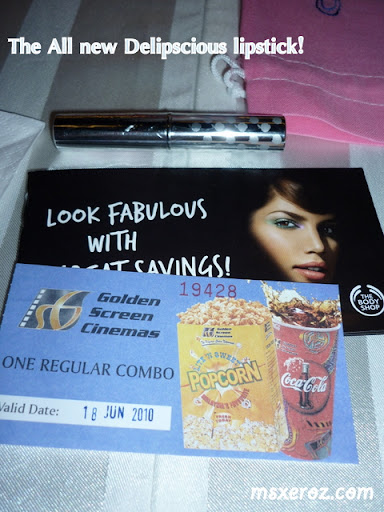 The All new Delipscious lipstick!
LOOK FABULOUS
WITH
SAVINGS!
THE
BODY
SHOP
19428
Golden
Screen
Cinemas
ONE REGULAR COMBO
Valid Date: 18 JUN 2010
POPCORN
Coca-Cola
msxeroz.com